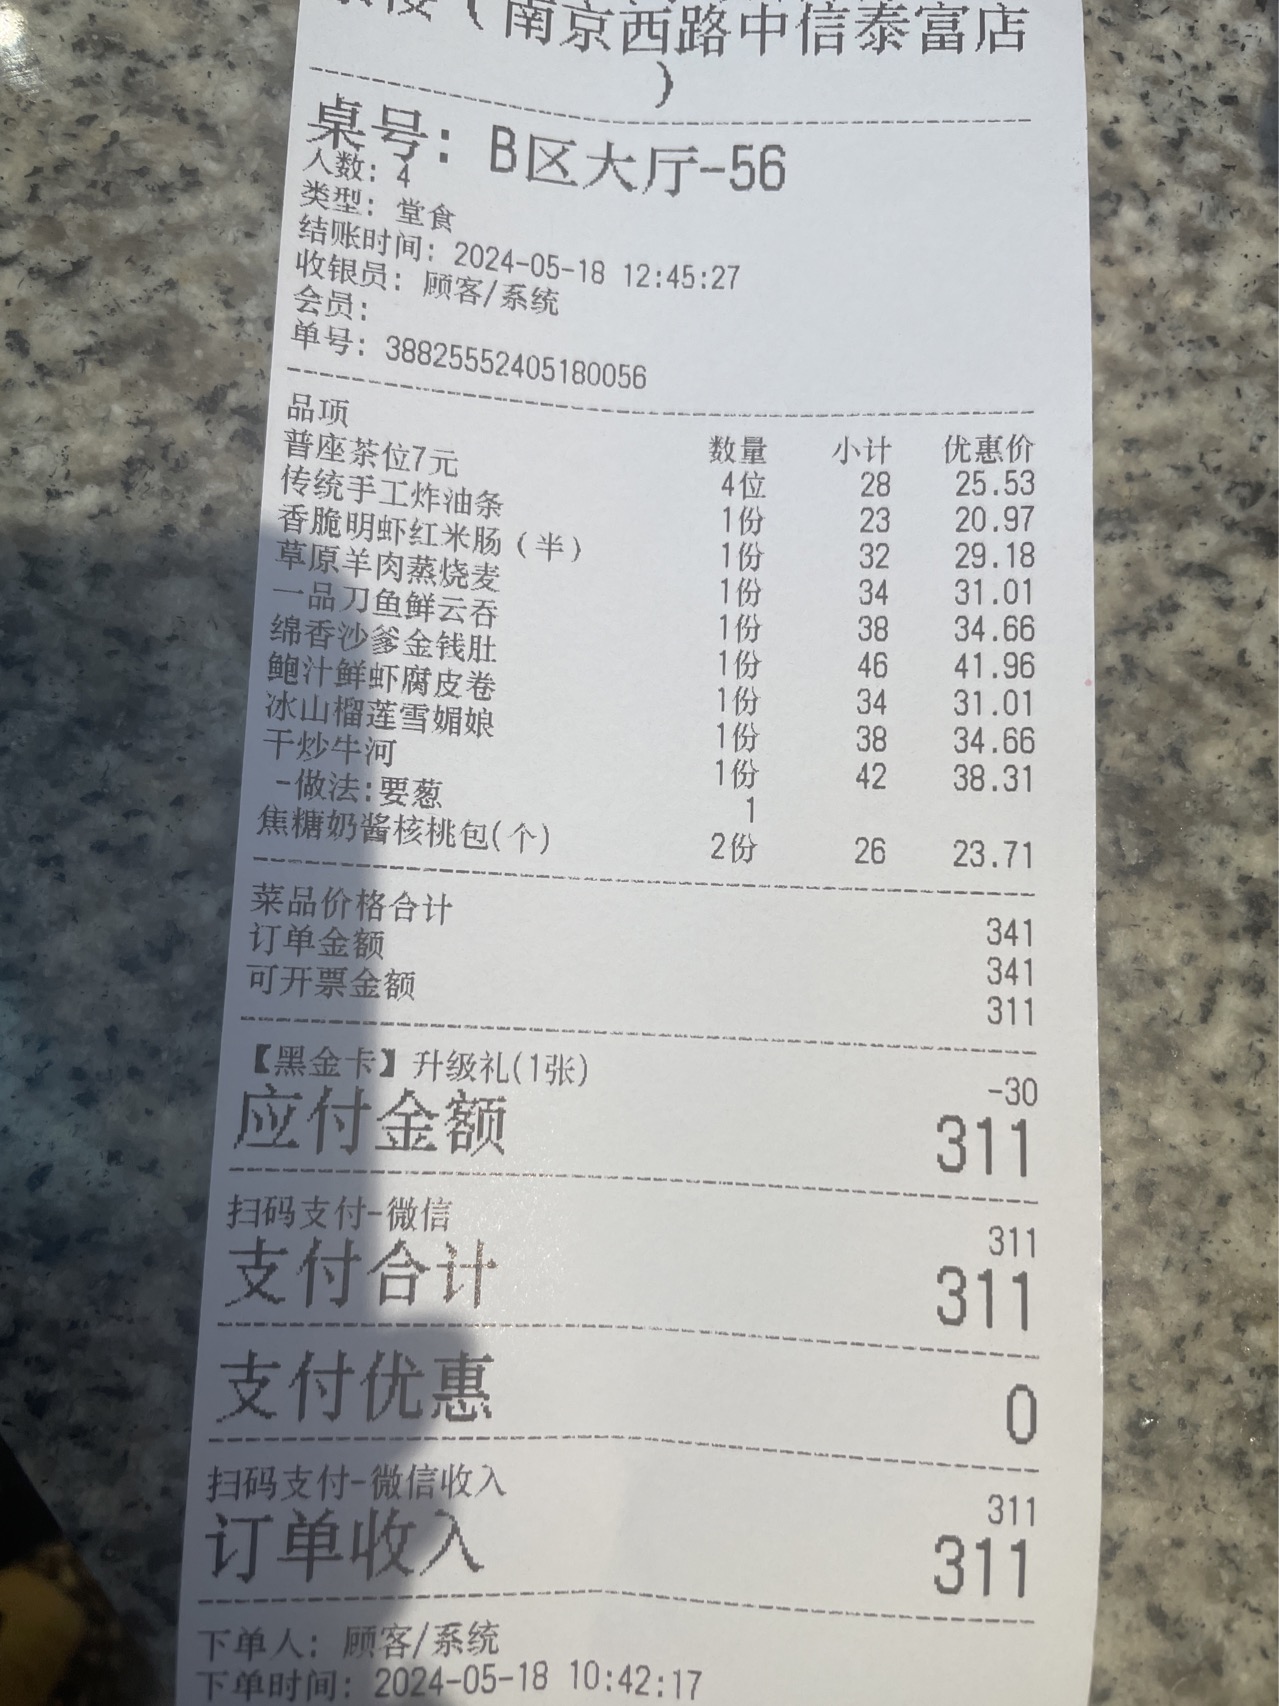 楼（南京西路中信泰富店
）
桌号：B区大厅-56
人数：4
类型：堂食
结账时间：2024-05-18 12:45:27
收银员：顾客/系统
会员：
单号：38825552405180056
品项 数量 小计 优惠价
普座茶位7元 4位 28 25.53
传统手工炸油条 1份 23 20.97
香脆明虾红米肠（半） 1份 32 29.18
草原羊肉蒸烧麦 1份 34 31.01
一品刀鱼鲜云吞 1份 38 34.66
绵香沙爹金钱肚 1份 46 41.96
鲍汁鲜虾腐皮卷 1份 34 31.01
冰山榴莲雪媚娘 1份 38 34.66
干炒牛河 1份 42 38.31
-做法:要葱 1
焦糖奶酱核桃包(个) 2份 26 23.71
菜品价格合计 341
订单金额 341
可开票金额 311
【黑金卡】升级礼(1张) -30
应付金额 311
扫码支付-微信 311
支付合计 311
支付优惠 0
扫码支付-微信收入 311
订单收入 311
下单人：顾客/系统
下单时间：2024-05-18 10:42:17